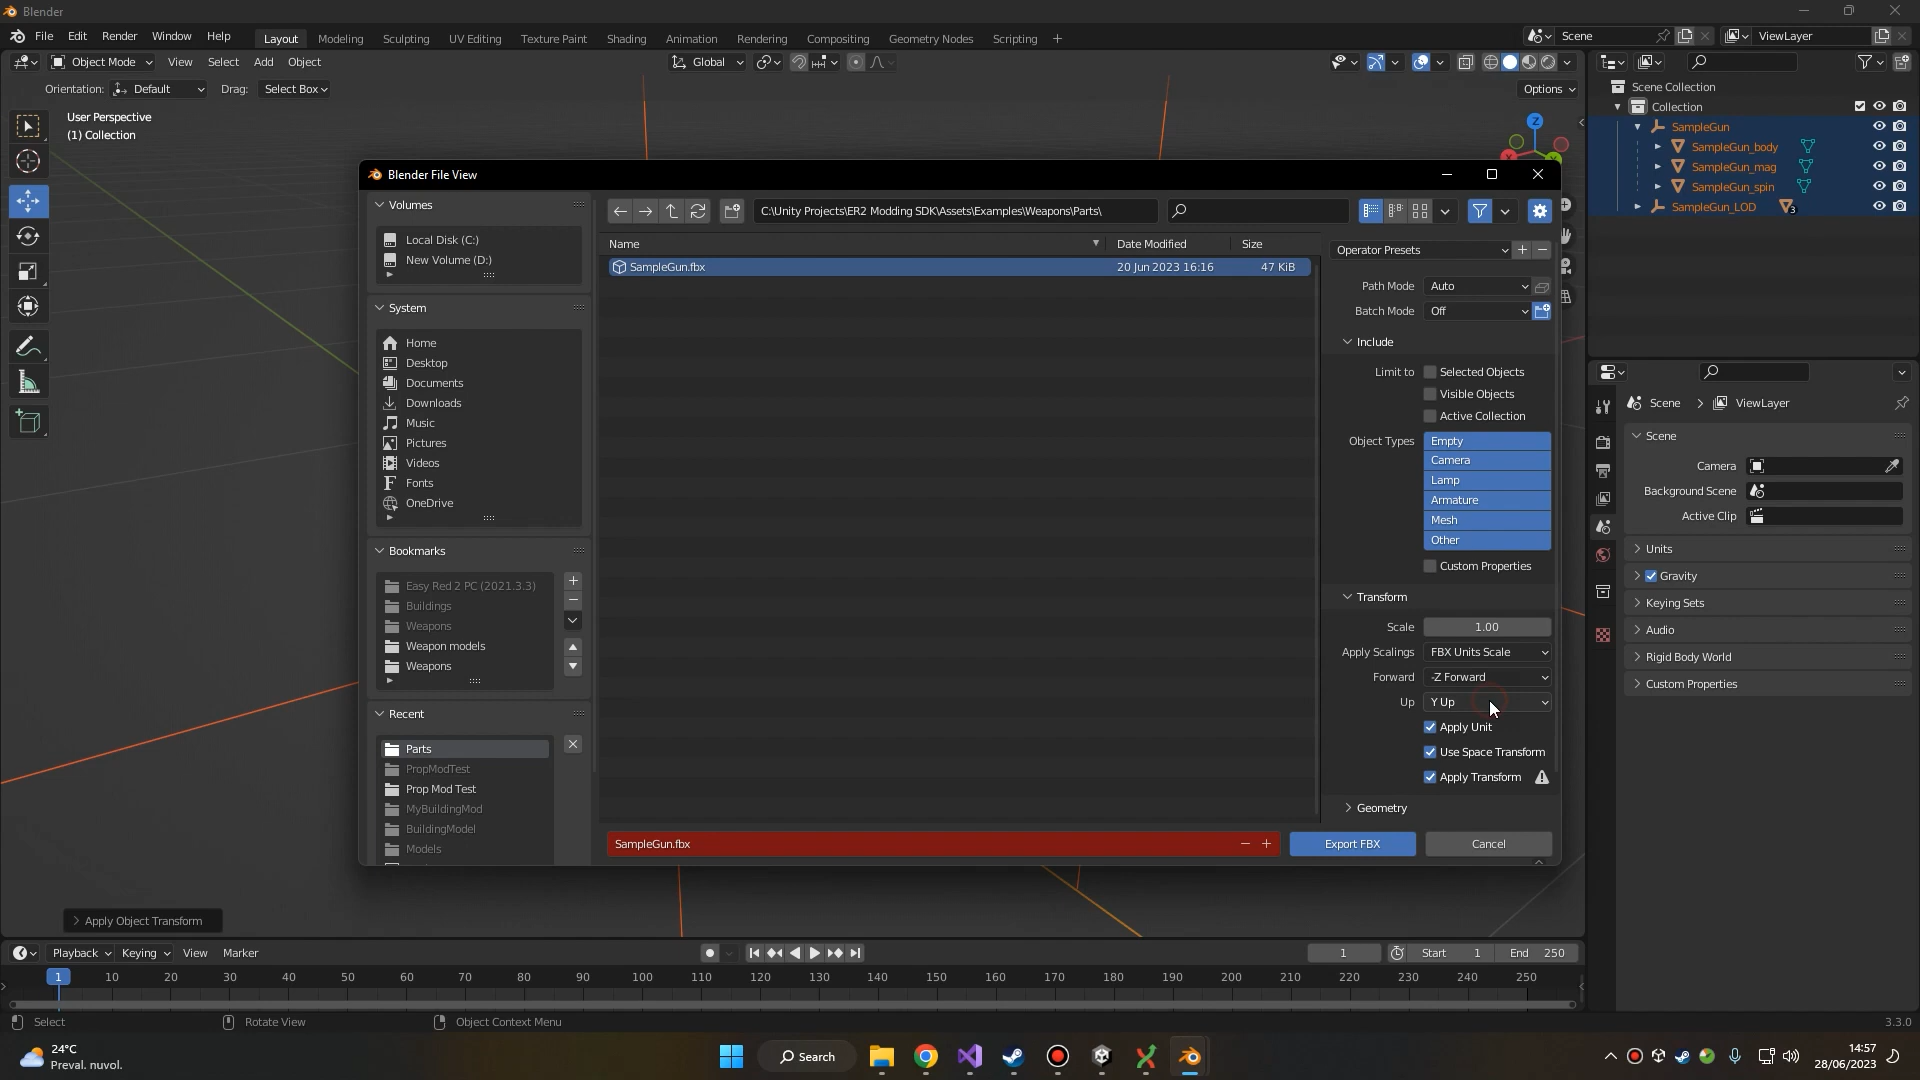 Blender
File Edit Render Window Help
Layout Modeling Sculpting UV Editing Texture Paint Shading Animation Rendering Compositing Geometry Nodes Scripting +
Scene
ViewLayer
Object Mode View Select Add Object
Global
Orientation: Default Drag: Select Box
Options
User Perspective
(1) Collection
Z
Scene Collection
Collection
SampleGun
SampleGun_body
SampleGun_mag
SampleGun_spin
SampleGun_LOD 3
Blender File View
Volumes
Local Disk (C:)
New Volume (D:)
System
Home
Desktop
Documents
Downloads
Music
Pictures
Videos
Fonts
OneDrive
Bookmarks
Easy Red 2 PC (2021.3.3)
Buildings
Weapons
Weapon models
Weapons
Recent
Parts
PropModTest
Prop Mod Test
MyBuildingMod
BuildingModel
Models
C:\Unity Projects\ER2 Modding SDK\Assets\Examples\Weapons\Parts\
Name Date Modified Size
SampleGun.fbx 20 Jun 2023 16:16 47 KiB
Operator Presets
Path Mode Auto
Batch Mode Off
Include
Limit to Selected Objects
Visible Objects
Active Collection
Object Types Empty
Camera
Lamp
Armature
Mesh
Other
Custom Properties
Transform
Scale 1.00
Apply Scalings FBX Units Scale
Forward -Z Forward
Up Y Up
Apply Unit
Use Space Transform
Apply Transform
Geometry
SampleGun.fbx
Export FBX
Cancel
Scene > ViewLayer
Scene
Camera
Background Scene
Active Clip
Units
Gravity
Keying Sets
Audio
Rigid Body World
Custom Properties
Apply Object Transform
Playback Keying View Marker
1 Start 1 End 250
1 10 20 30 40 50 60 70 80 90 100 110 120 130 140 150 160 170 180 190 200 210 220 230 240 250
Select Rotate View Object Context Menu
3.3.0
24°C
Preval. nuvol.
Search
14:57
28/06/2023